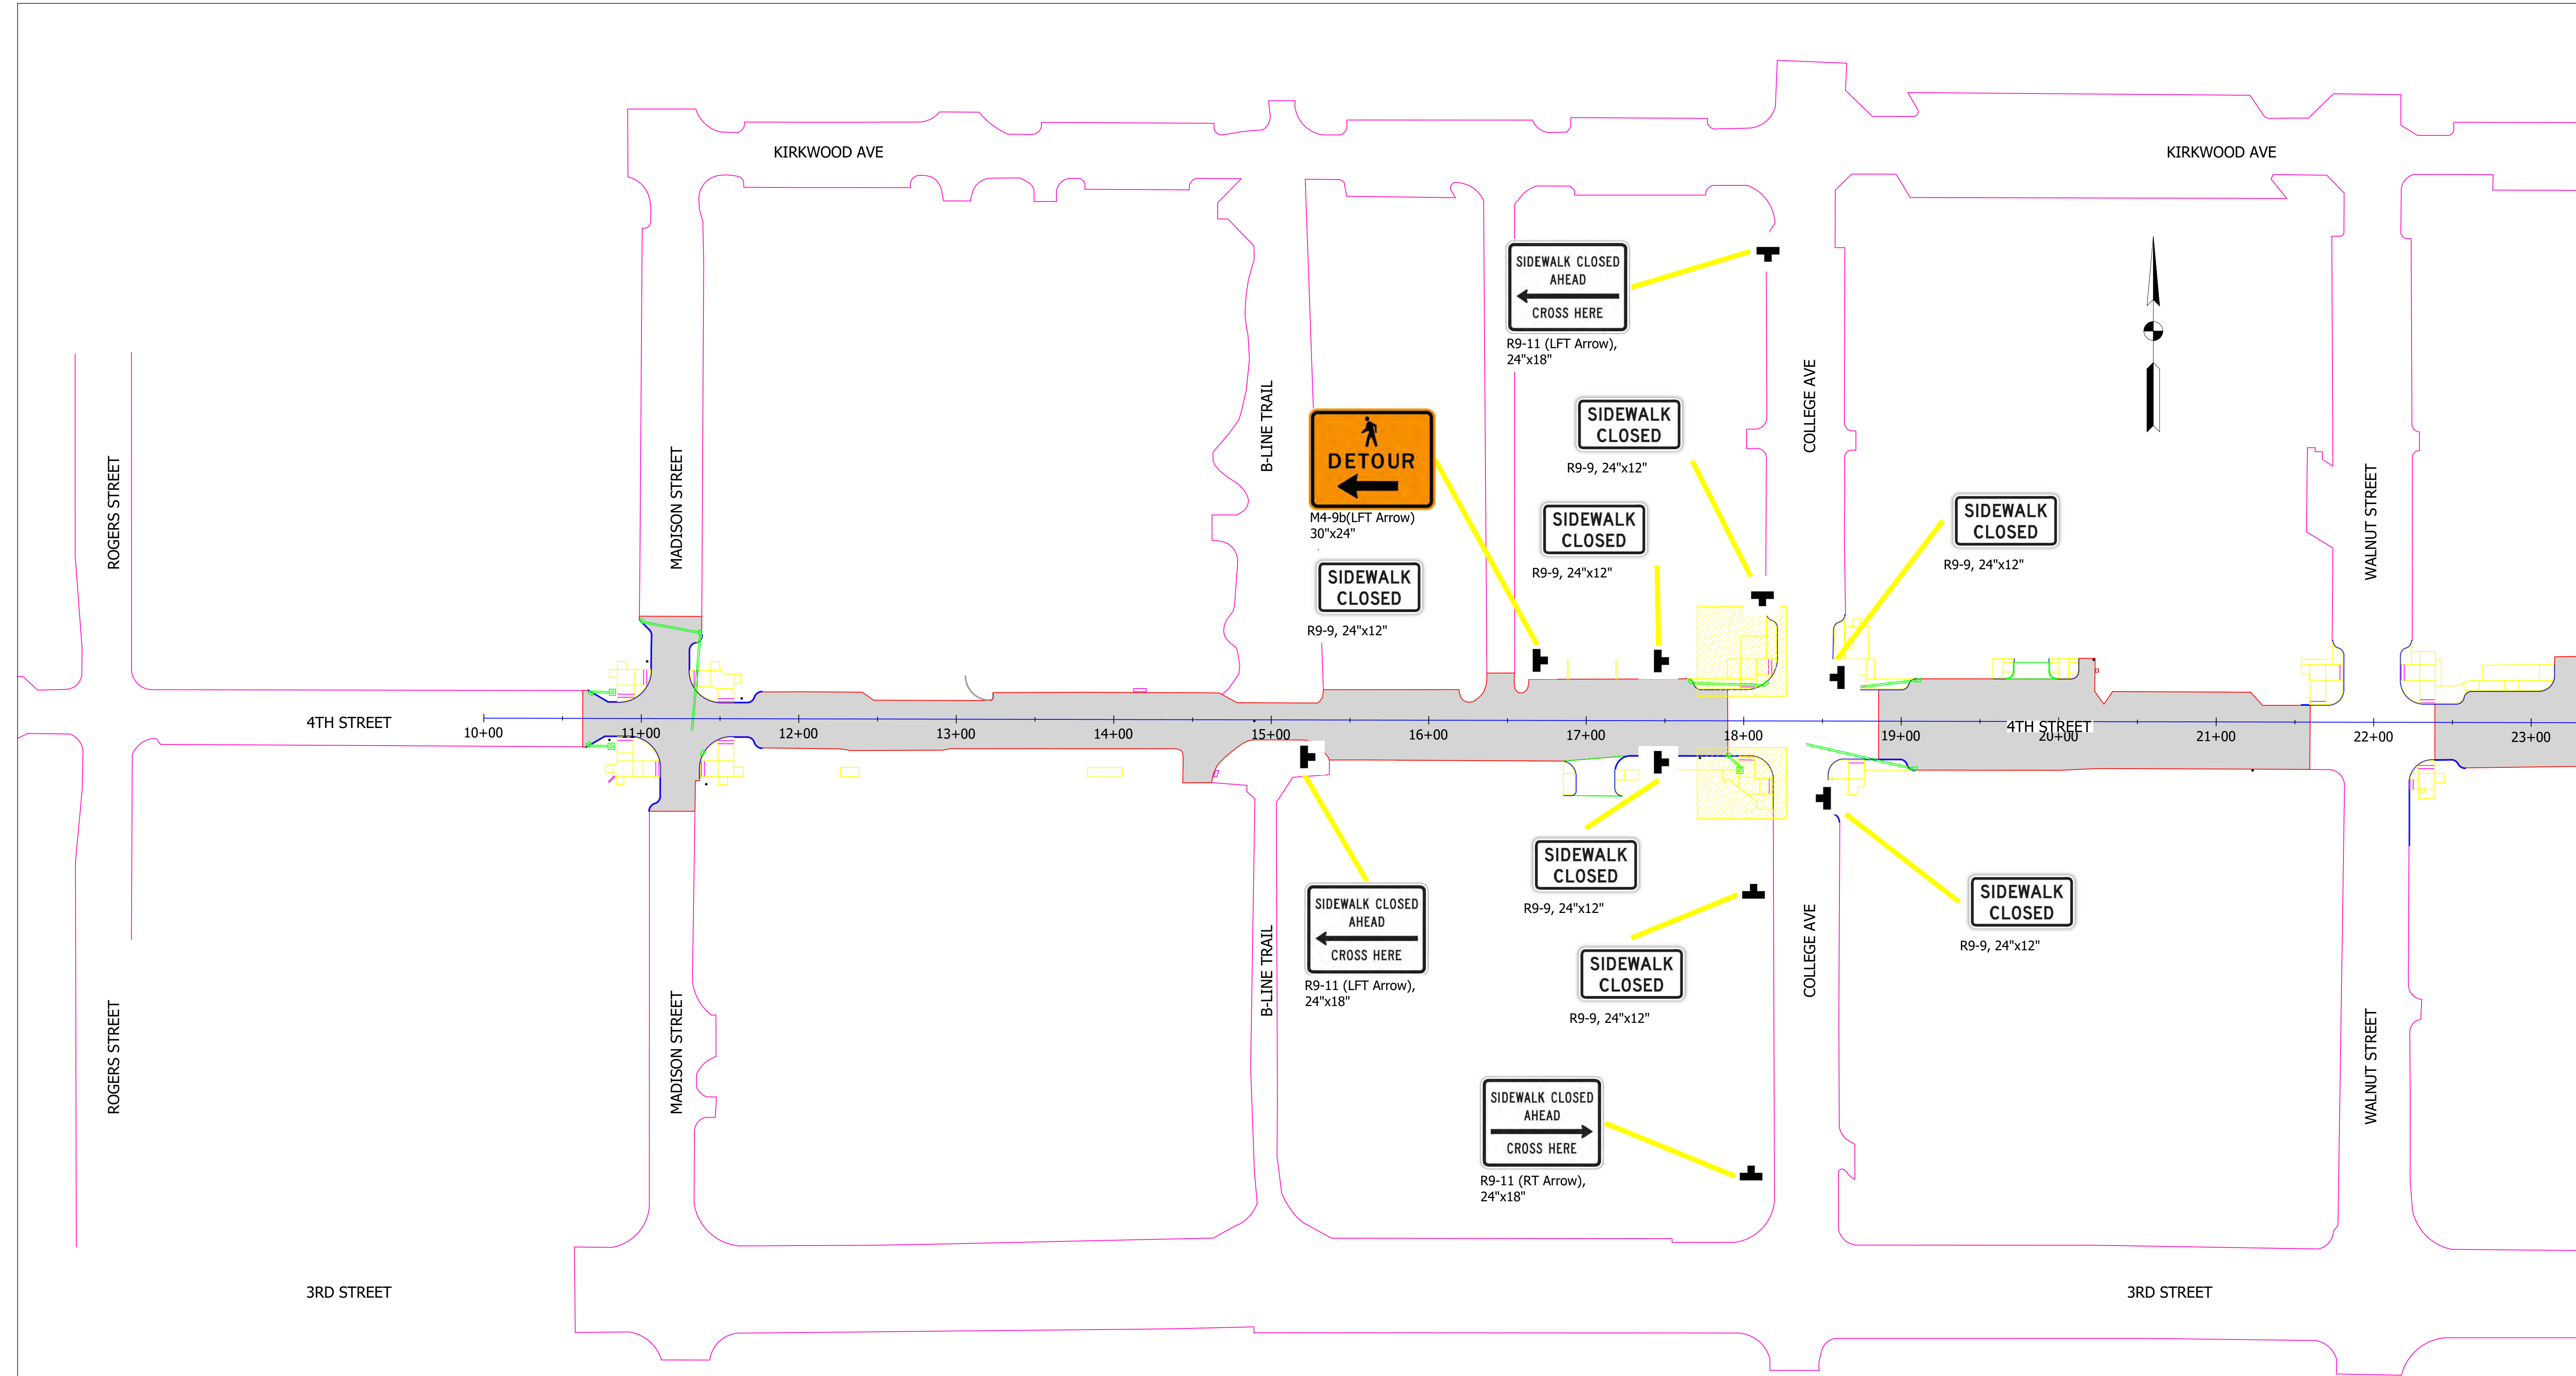 KIRKWOOD AVE
KIRKWOOD AVE
SIDEWALK CLOSED
AHEAD
CROSS HERE
R9-11 (LFT Arrow),
24"x18"
COLLEGE AVE
B-LINE TRAIL
DETOUR
M4-9b(LFT Arrow)
30"x24"
SIDEWALK
CLOSED
R9-9, 24"x12"
SIDEWALK
CLOSED
R9-9, 24"x12"
SIDEWALK
CLOSED
R9-9, 24"x12"
SIDEWALK
CLOSED
R9-9, 24"x12"
ROGERS STREET
MADISON STREET
WALNUT STREET
4TH STREET
4TH STREET
10+00
11+00
12+00
13+00
14+00
15+00
16+00
17+00
18+00
19+00
20+00
21+00
22+00
23+00
SIDEWALK
CLOSED
R9-9, 24"x12"
SIDEWALK CLOSED
AHEAD
CROSS HERE
R9-11 (LFT Arrow),
24"x18"
SIDEWALK
CLOSED
R9-9, 24"x12"
SIDEWALK
CLOSED
R9-9, 24"x12"
B-LINE TRAIL
COLLEGE AVE
ROGERS STREET
MADISON STREET
WALNUT STREET
SIDEWALK CLOSED
AHEAD
CROSS HERE
R9-11 (RT Arrow),
24"x18"
3RD STREET
3RD STREET